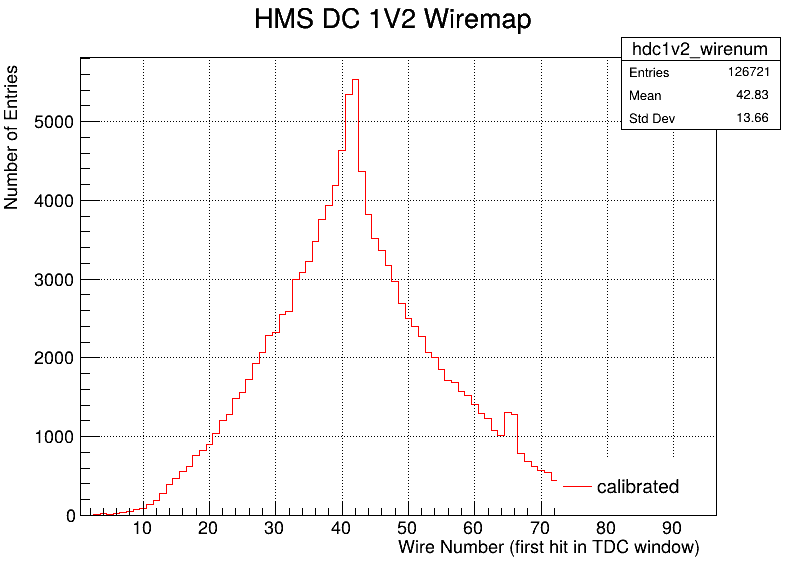 HMS DC 1V2 Wiremap
hdc1v2_wirenum
Entries 126721
Mean 42.83
Std Dev 13.66
Number of Entries
5000
4000
3000
2000
1000
0
calibrated
10 20 30 40 50 60 70 80 90
Wire Number (first hit in TDC window)